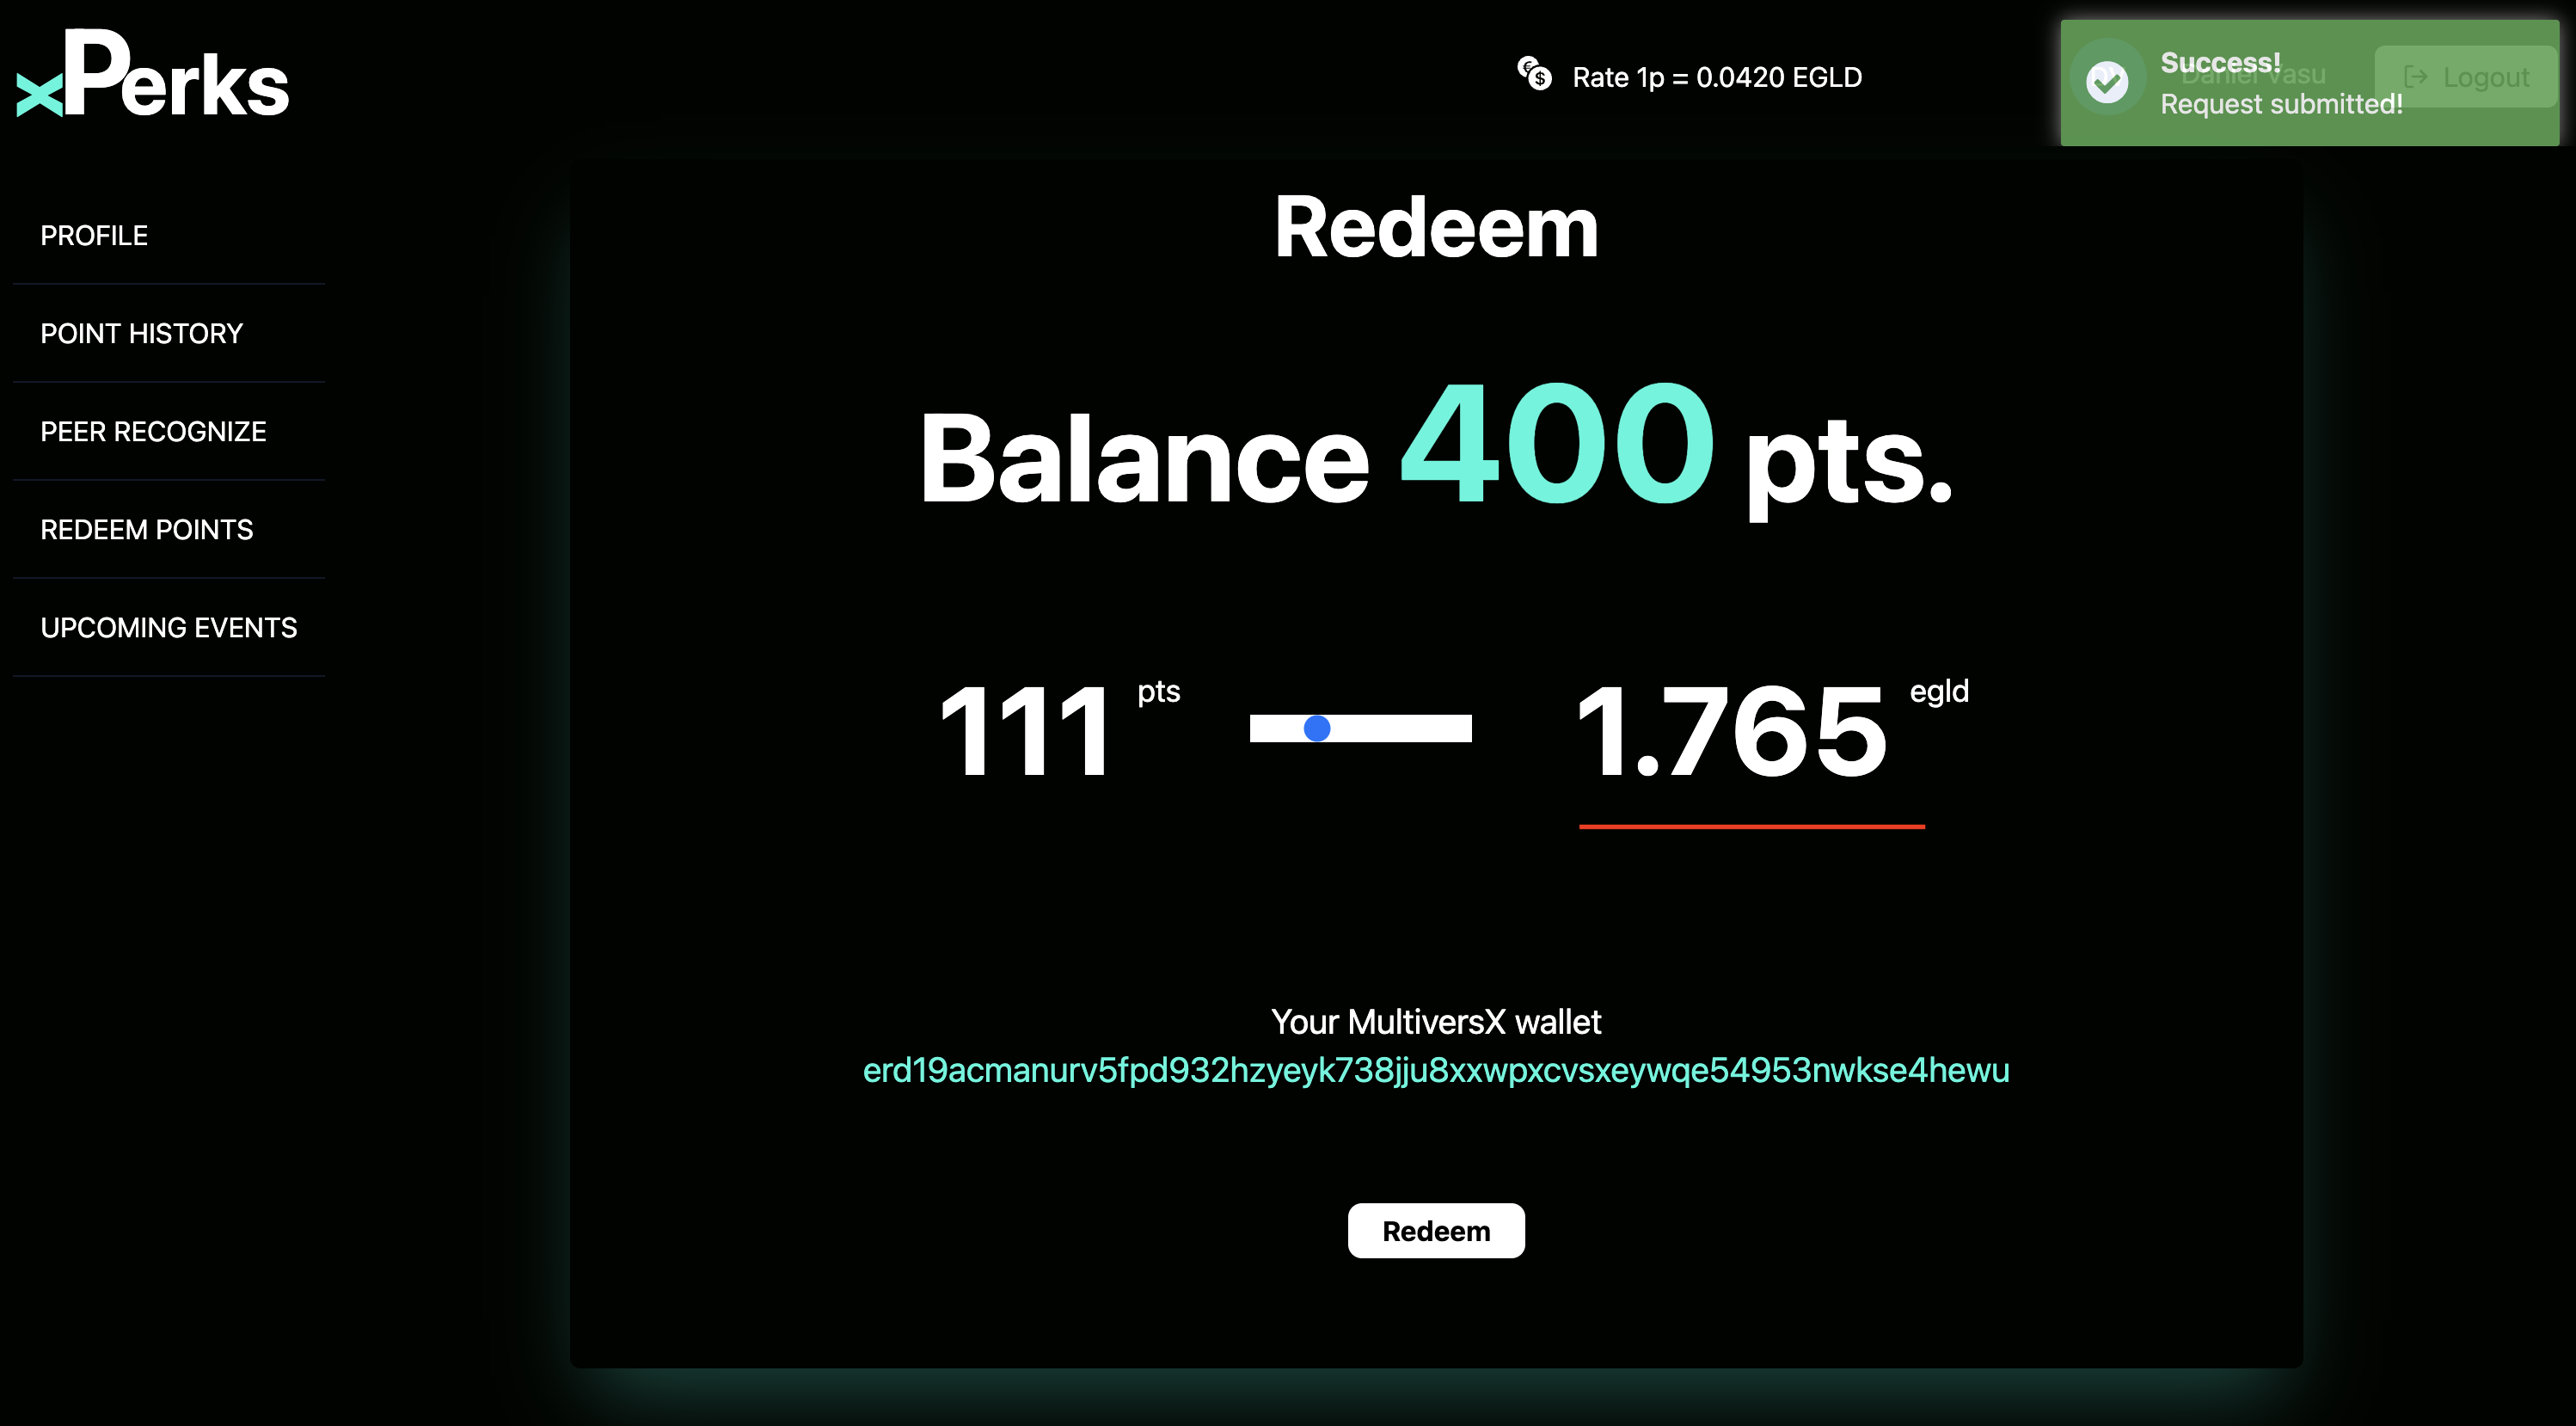 xPerks
Rate 1p = 0.0420 EGLD
Success!
Daniel Vasu
Logout
Request submitted!
PROFILE
POINT HISTORY
PEER RECOGNIZE
REDEEM POINTS
UPCOMING EVENTS
Redeem
Balance 400 pts.
111 pts
1.765 egld
Your MultiversX wallet
erd19acmanurv5fpd932hzyeyk738jju8xxwpxcvsxeywqe54953nwkse4hewu
Redeem